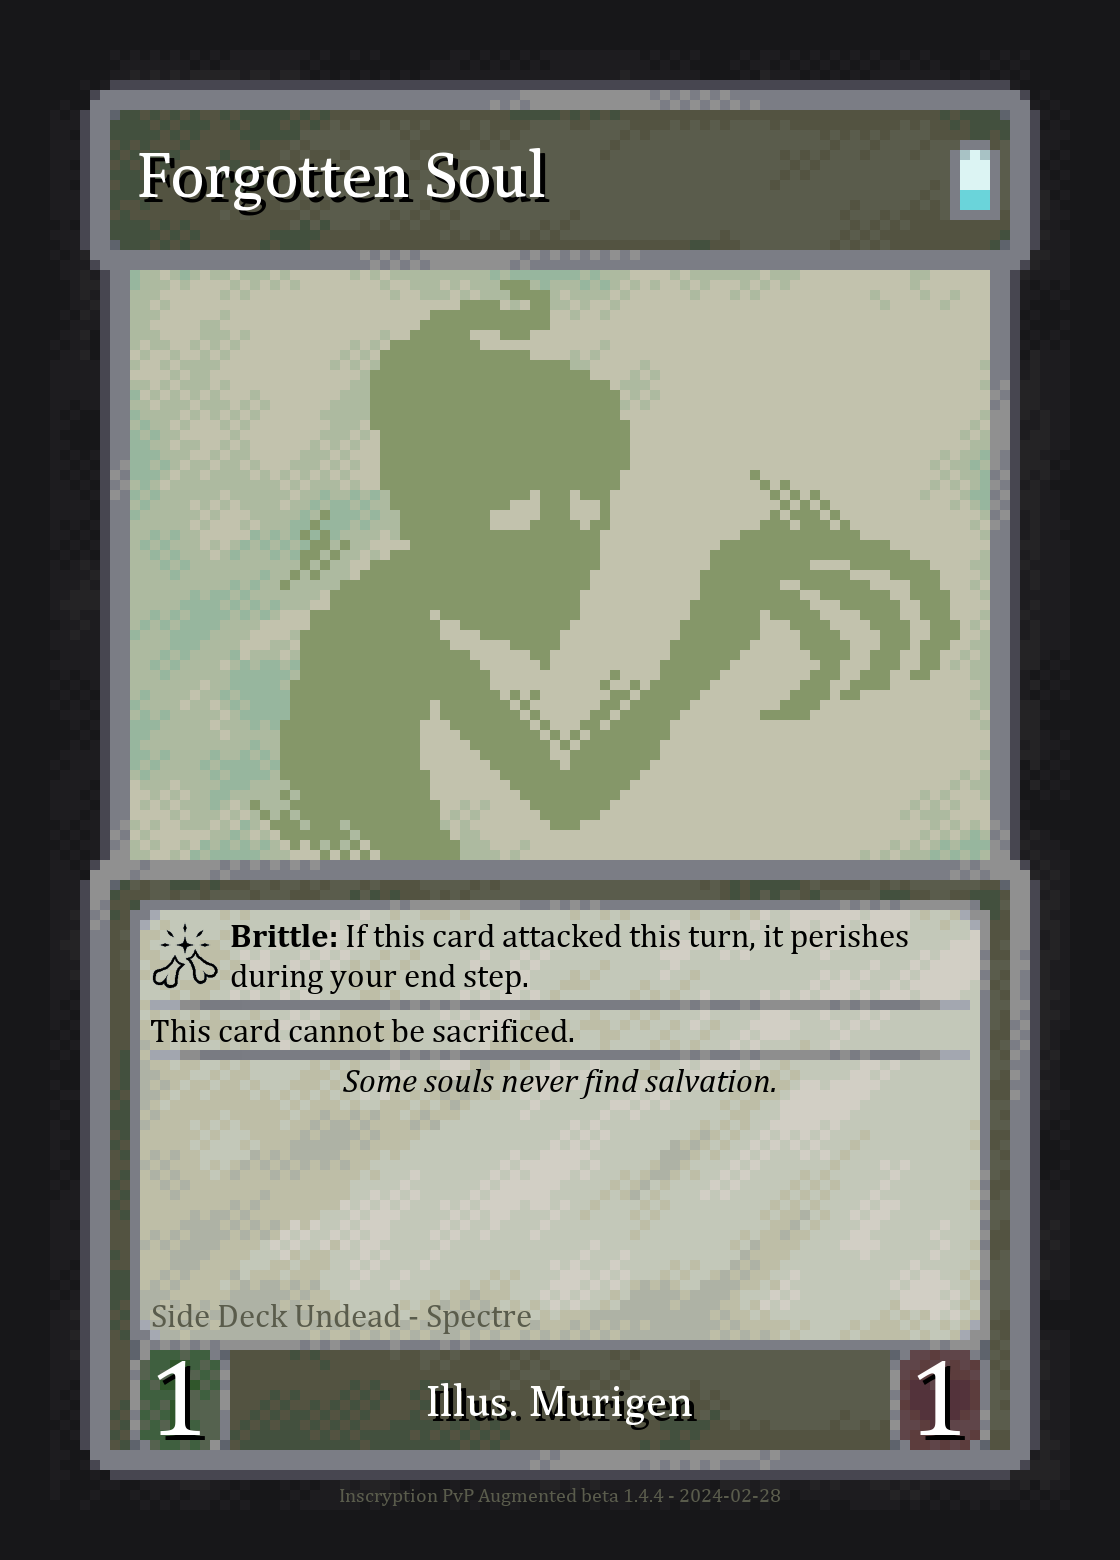 Forgotten Soul
Brittle: If this card attacked this turn, it perishes
during your end step.
This card cannot be sacrificed.
Some souls never find salvation.
Side Deck Undead - Spectre
1
Illus. Murigen
1
Inscryption PvP Augmented beta 1.4.4 - 2024-02-28